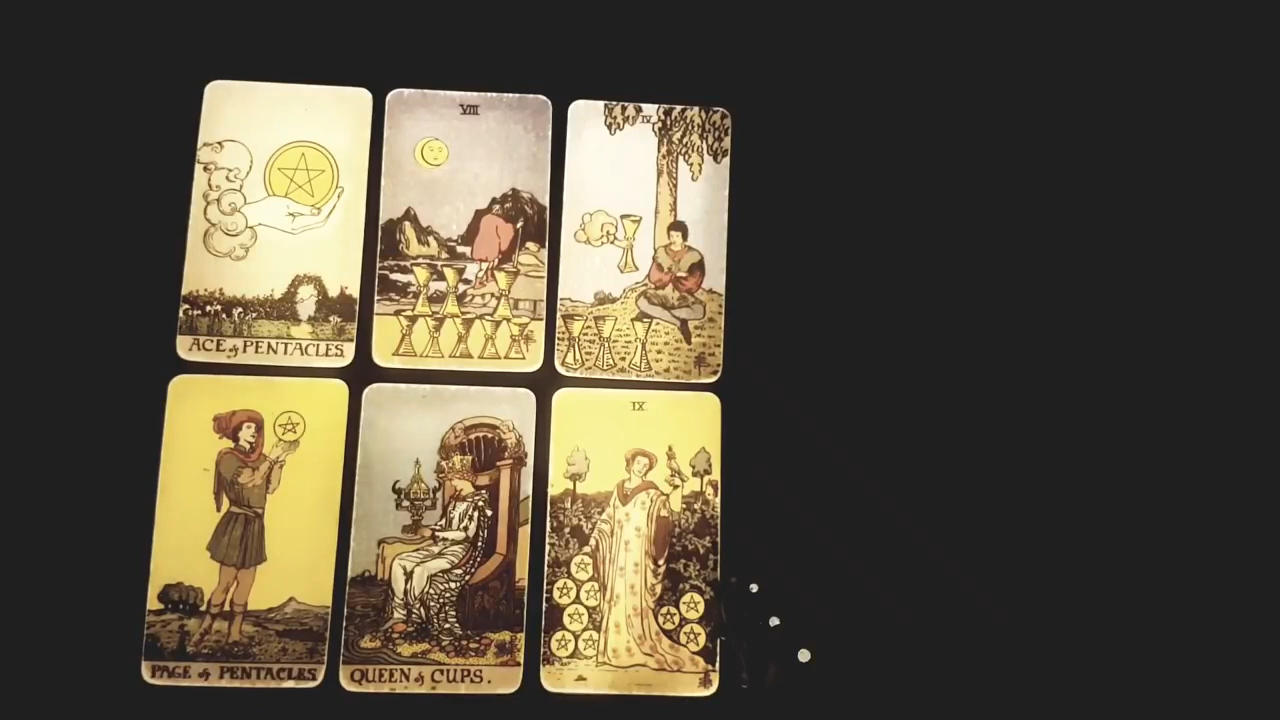 VIII
IV
ACE of PENTACLES.
IX
PAGE of PENTACLES.
QUEEN of CUPS.